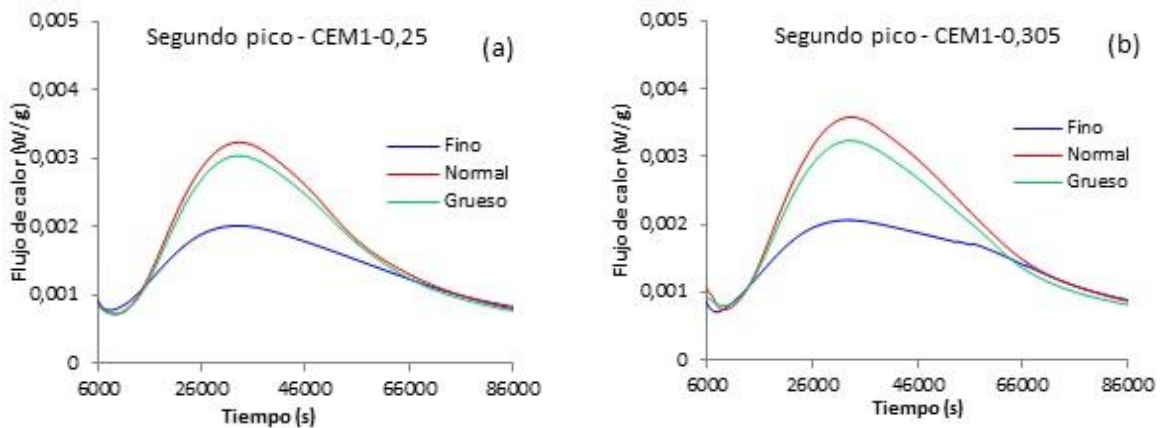 Segundo pico - CEM1-0,25
(a)
0,005
0,004
0,003
0,002
0,001
0
Flujo de calor (W/g)
Fino
Normal
Grueso
6000 26000 46000 66000 86000
Tiempo (s)
Segundo pico - CEM1-0,305
(b)
0,005
0,004
0,003
0,002
0,001
0
Flujo de calor (W/g)
Fino
Normal
Grueso
6000 26000 46000 66000 86000
Tiempo (s)